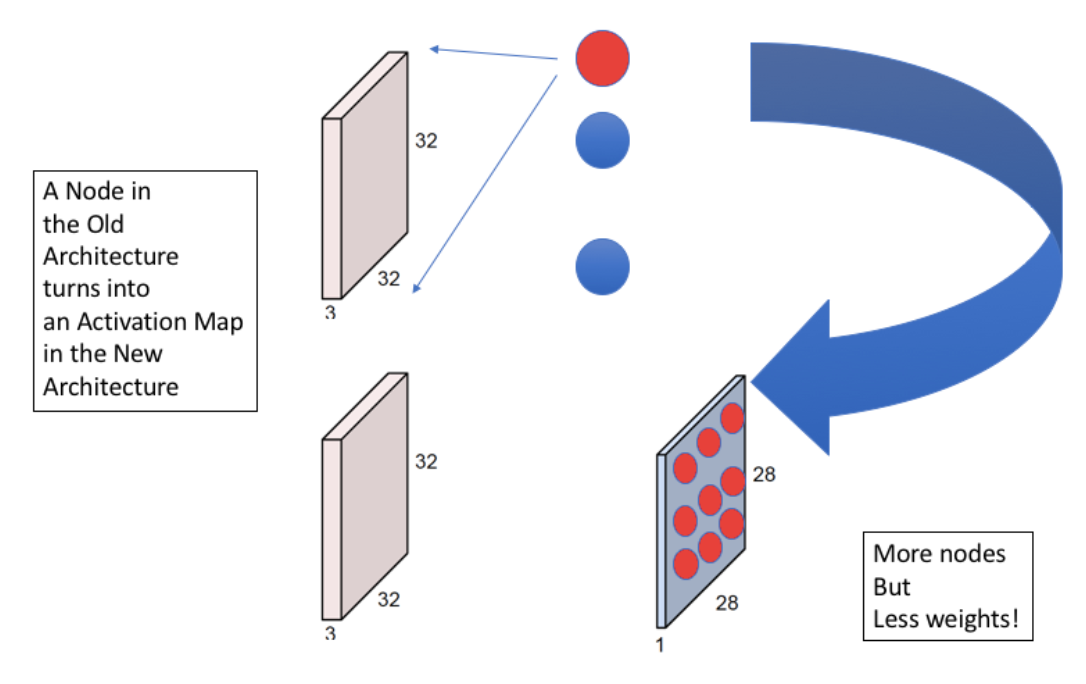 A Node in
the Old
Architecture
turns into
an Activation Map
in the New
Architecture
32
32
3
32
32
3
28
28
1
More nodes
But
Less weights!